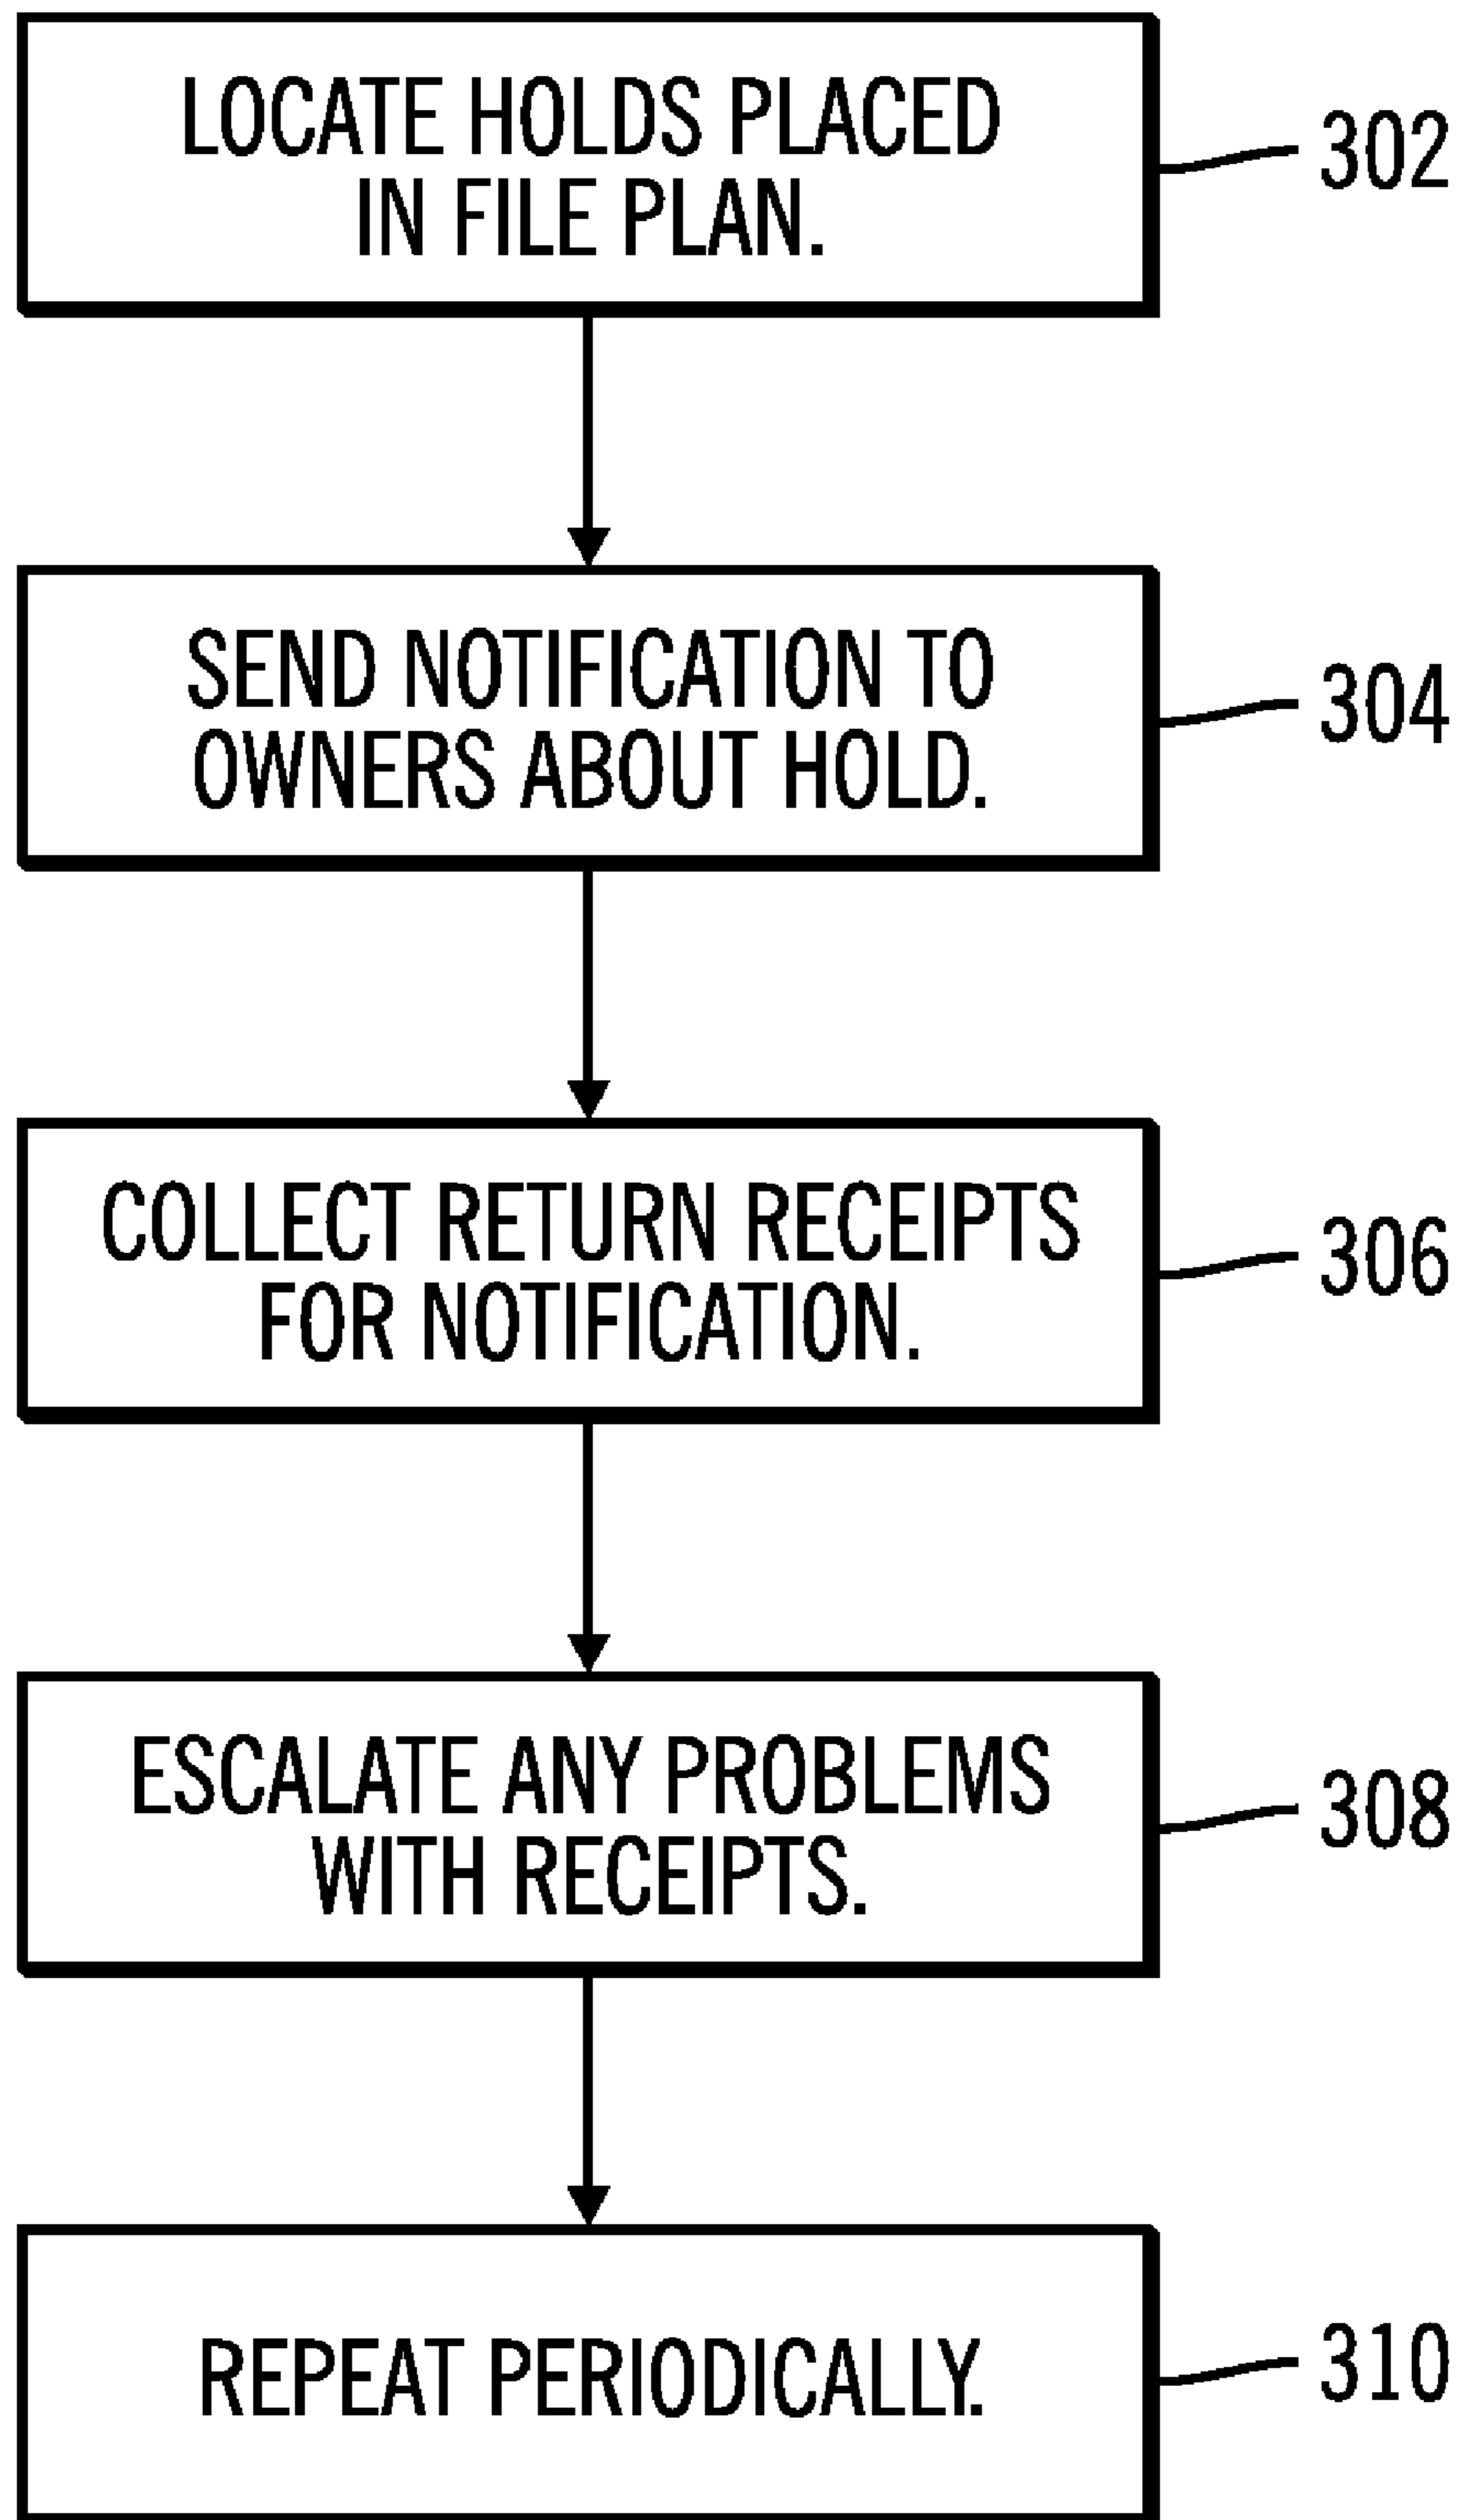 LOCATE HOLDS PLACED
IN FILE PLAN.
302
SEND NOTIFICATION TO
OWNERS ABOUT HOLD.
304
COLLECT RETURN RECEIPTS
FOR NOTIFICATION.
306
ESCALATE ANY PROBLEMS
WITH RECEIPTS.
308
REPEAT PERIODICALLY.
310